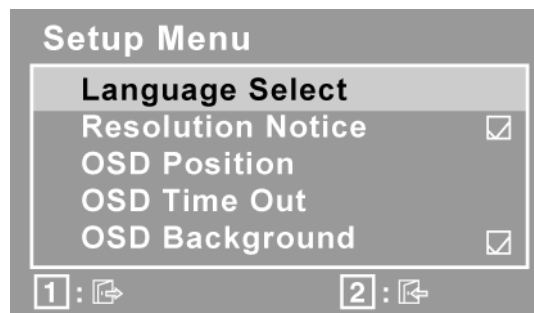 Setup Menu
Language Select
Resolution Notice
OSD Position
OSD Time Out
OSD Background
1: 2: